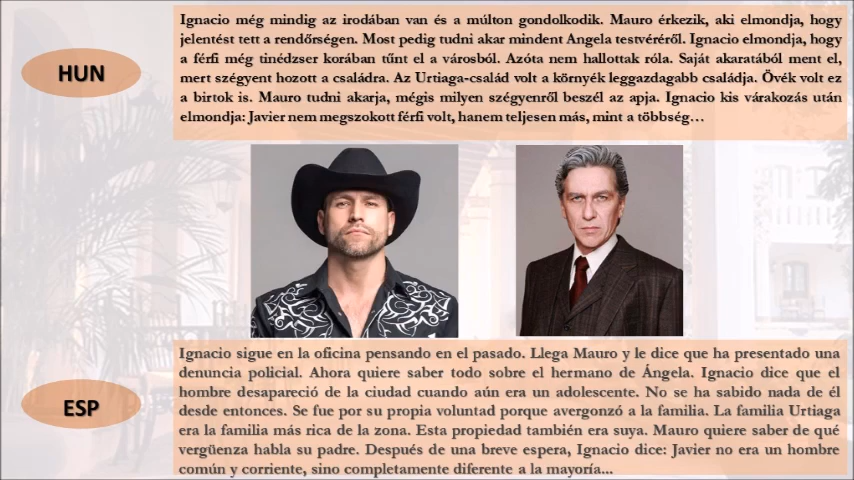 HUN
Ignacio még mindig az irodában van és a múlton gondolkodik. Mauro érkezik, aki elmondja, hogy
jelentést tett a rendőrségen. Most pedig tudni akar mindent Angela testvéréről. Ignacio elmondja, hogy
a férfi még tinédzser korában tűnt el a városból. Azóta nem hallottak róla. Saját akaratából ment el,
mert szégyent hozott a családra. Az Urtiaga-család volt a környék leggazdagabb családja. Övék volt ez
a birtok is. Mauro tudni akarja, mégis milyen szégyenről beszél az apja. Ignacio kis várakozás után
elmondja: Javier nem megszokott férfi volt, hanem teljesen más, mint a többség…
ESP
Ignacio sigue en la oficina pensando en el pasado. Llega Mauro y le dice que ha presentado una
denuncia policial. Ahora quiere saber todo sobre el hermano de Ángela. Ignacio dice que el
hombre desapareció de la ciudad cuando aún era un adolescente. No se ha sabido nada de él
desde entonces. Se fue por su propia voluntad porque avergonzó a la familia. La familia Urtiaga
era la familia más rica de la zona. Esta propiedad también era suya. Mauro quiere saber de qué
vergüenza habla su padre. Después de una breve espera, Ignacio dice: Javier no era un hombre
común y corriente, sino completamente diferente a la mayoría...